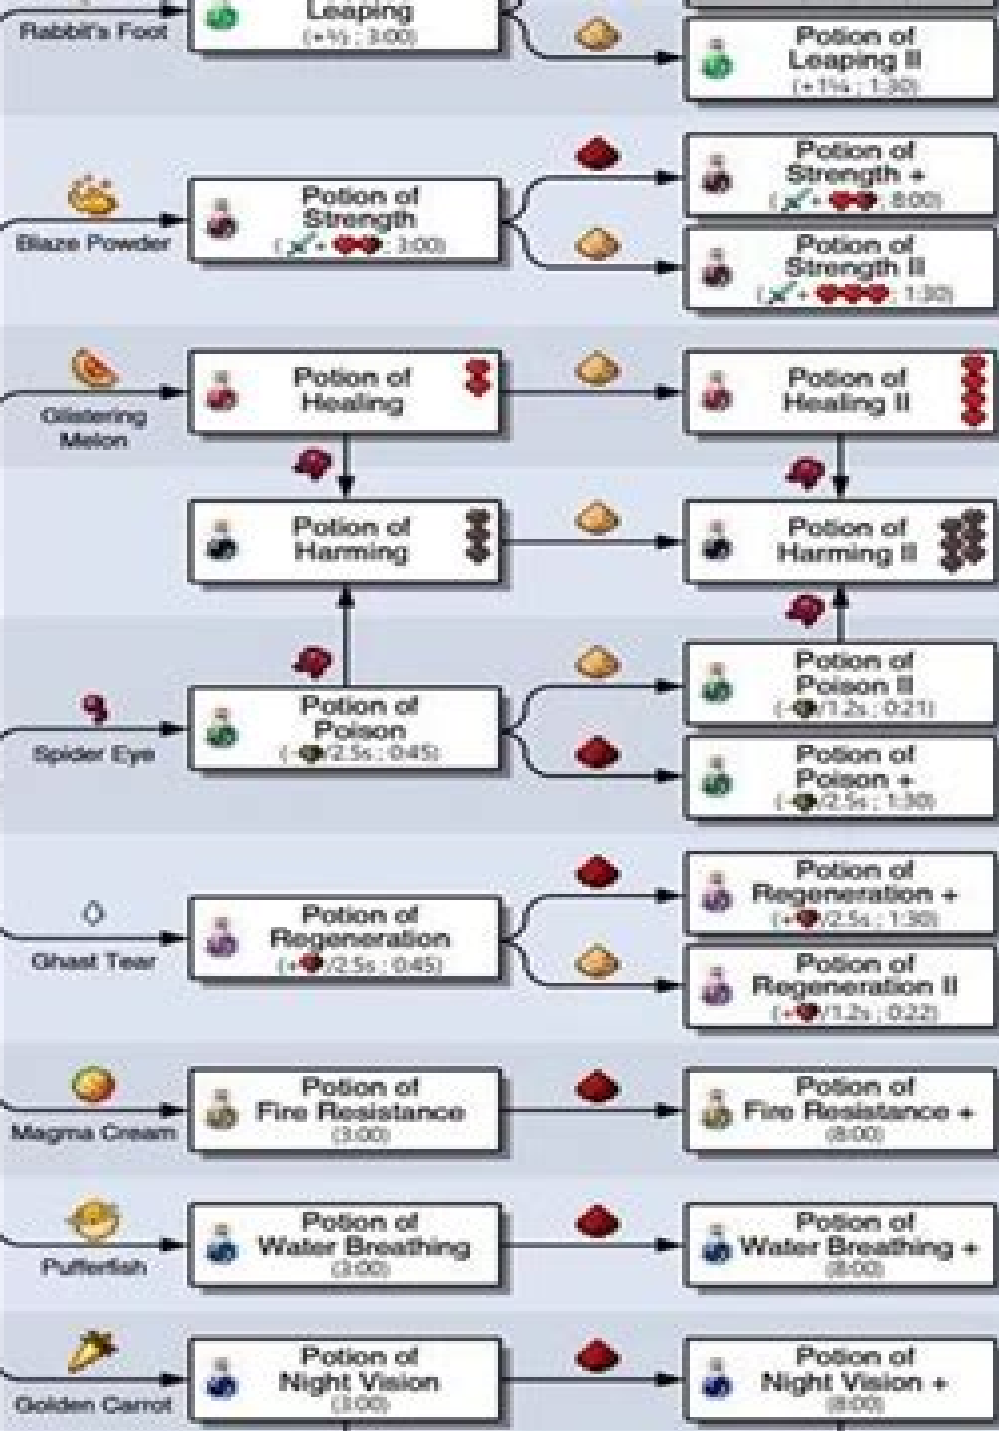 Rabbit's Foot
Leaping
(+½ ; 3:00)
Potion of
Leaping II
(+1¼ ; 1:30)
Blaze Powder
Potion of
Strength
( + ; 3:00)
Potion of
Strength +
( + ; 8:00)
Potion of
Strength II
( + ; 1:30)
Glistering
Melon
Potion of
Healing
Potion of
Healing II
Potion of
Harming
Potion of
Harming II
Spider Eye
Potion of
Poison
(- /2.5s ; 0:45)
Potion of
Poison II
(- /1.2s ; 0:21)
Potion of
Poison +
(- /2.5s ; 1:30)
Ghast Tear
Potion of
Regeneration
(+ /2.5s ; 0:45)
Potion of
Regeneration +
(+ /2.5s ; 1:30)
Potion of
Regeneration II
(+ /1.2s ; 0:22)
Magma Cream
Potion of
Fire Resistance
(3:00)
Potion of
Fire Resistance +
(8:00)
Pufferfish
Potion of
Water Breathing
(3:00)
Potion of
Water Breathing +
(8:00)
Golden Carrot
Potion of
Night Vision
(3:00)
Potion of
Night Vision +
(8:00)